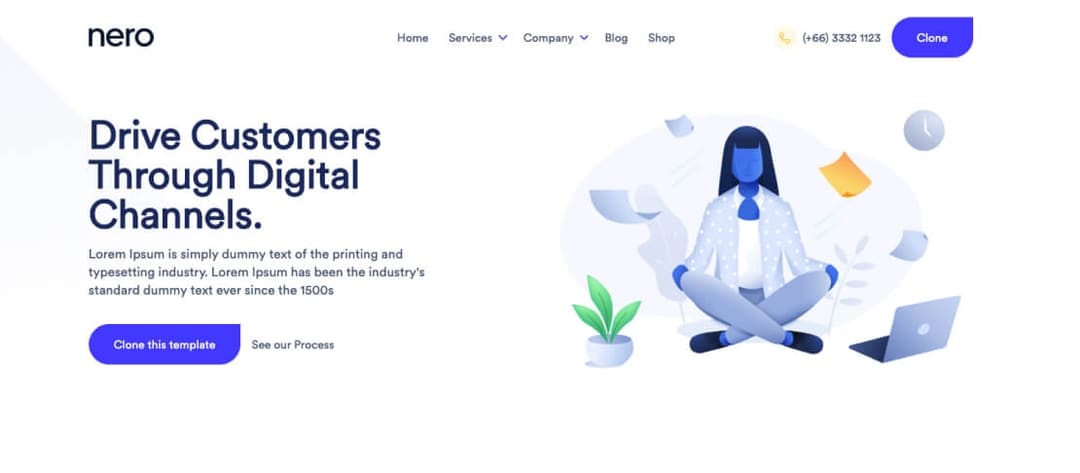 nero
Home
Services
Company
Blog
Shop
(+66) 3332 1123
Clone
Drive Customers
Through Digital
Channels.
Lorem Ipsum is simply dummy text of the printing and
typesetting industry. Lorem Ipsum has been the industry's
standard dummy text ever since the 1500s
Clone this template
See our Process